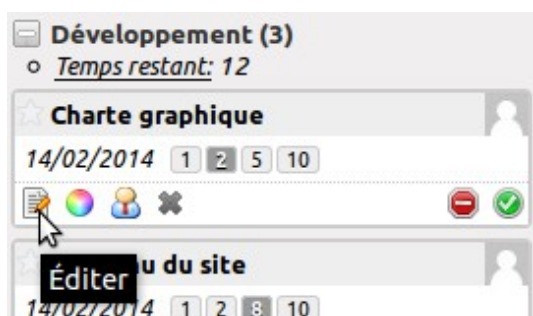 Développement (3)
Temps restant: 12
Charte graphique
14/02/2014 1 2 5 10
Éditer
u du site
14/02/2014 1 2 8 10